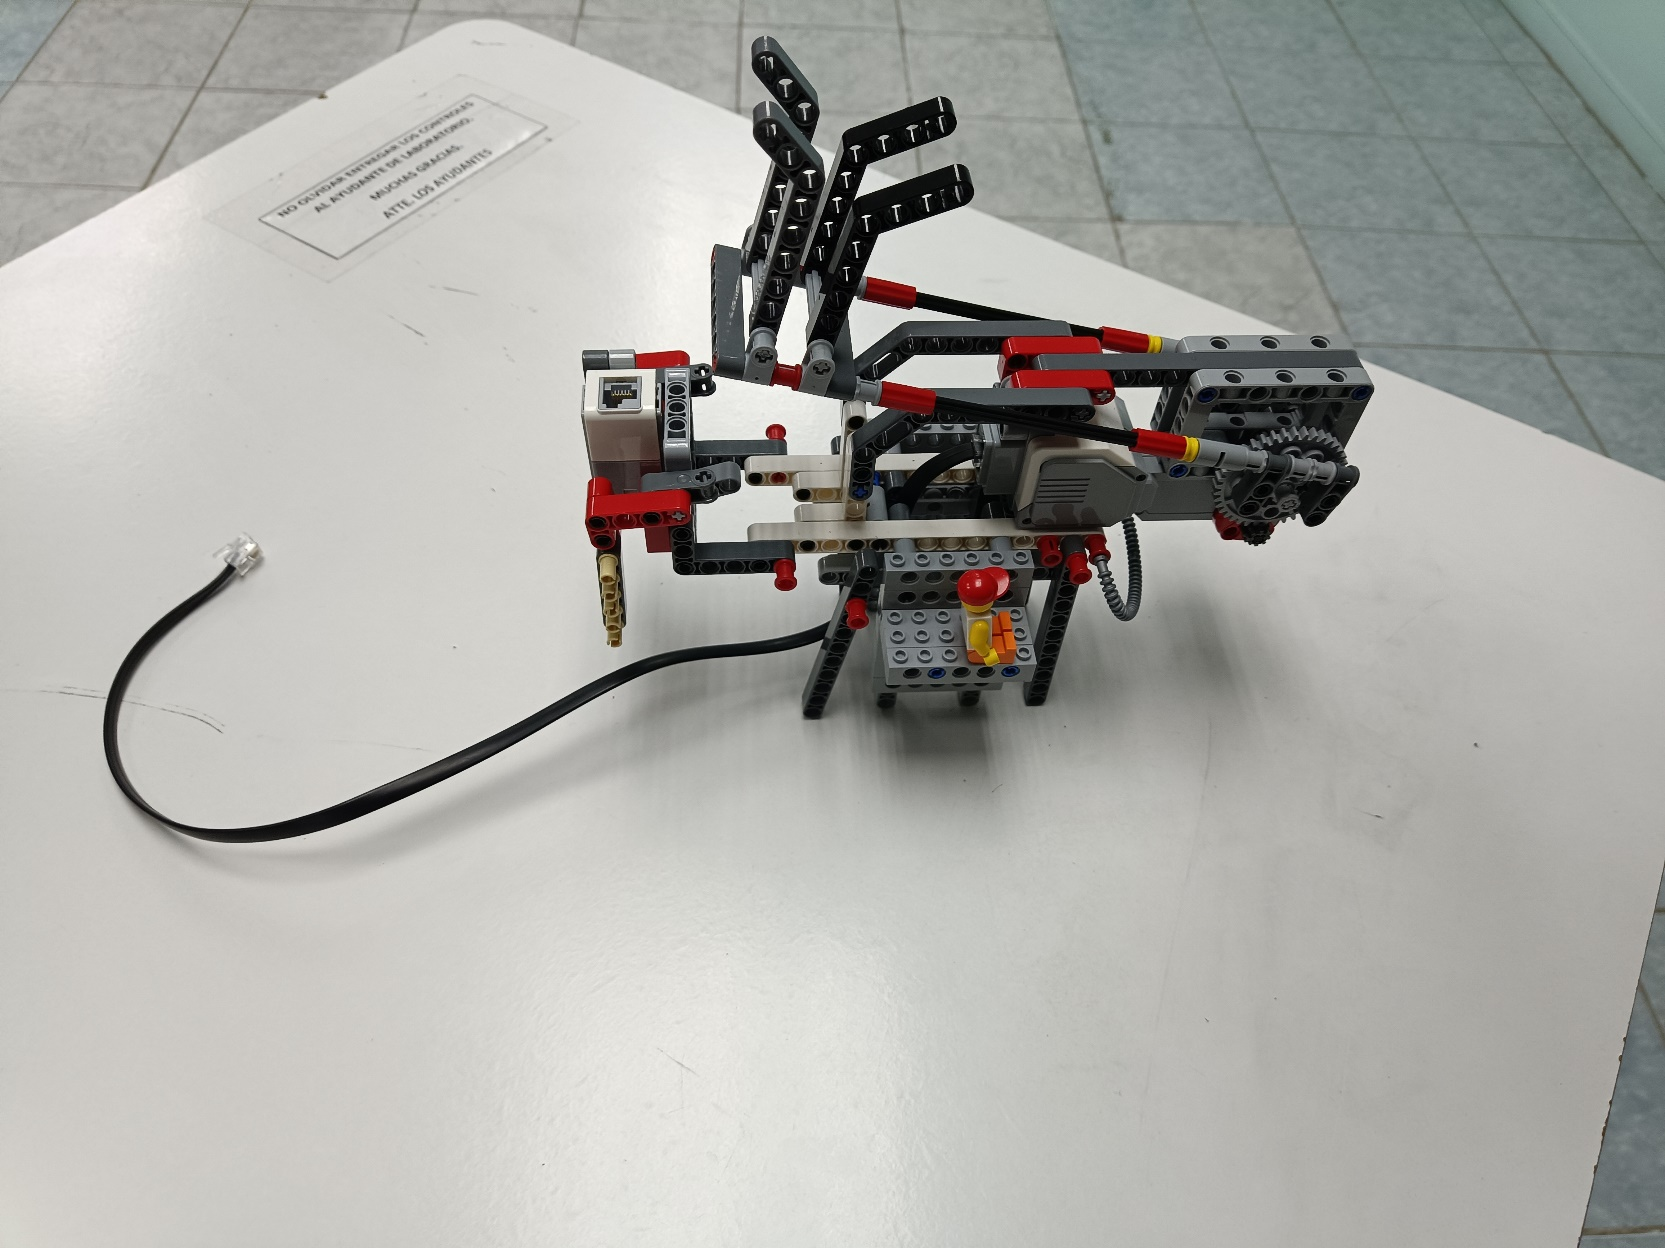 NO OLVIDAR ENTREGAR LOS CONTROLES
AL AYUDANTE DE LABORATORIO.
MUCHAS GRACIAS.
ATTE. LOS AYUDANTES